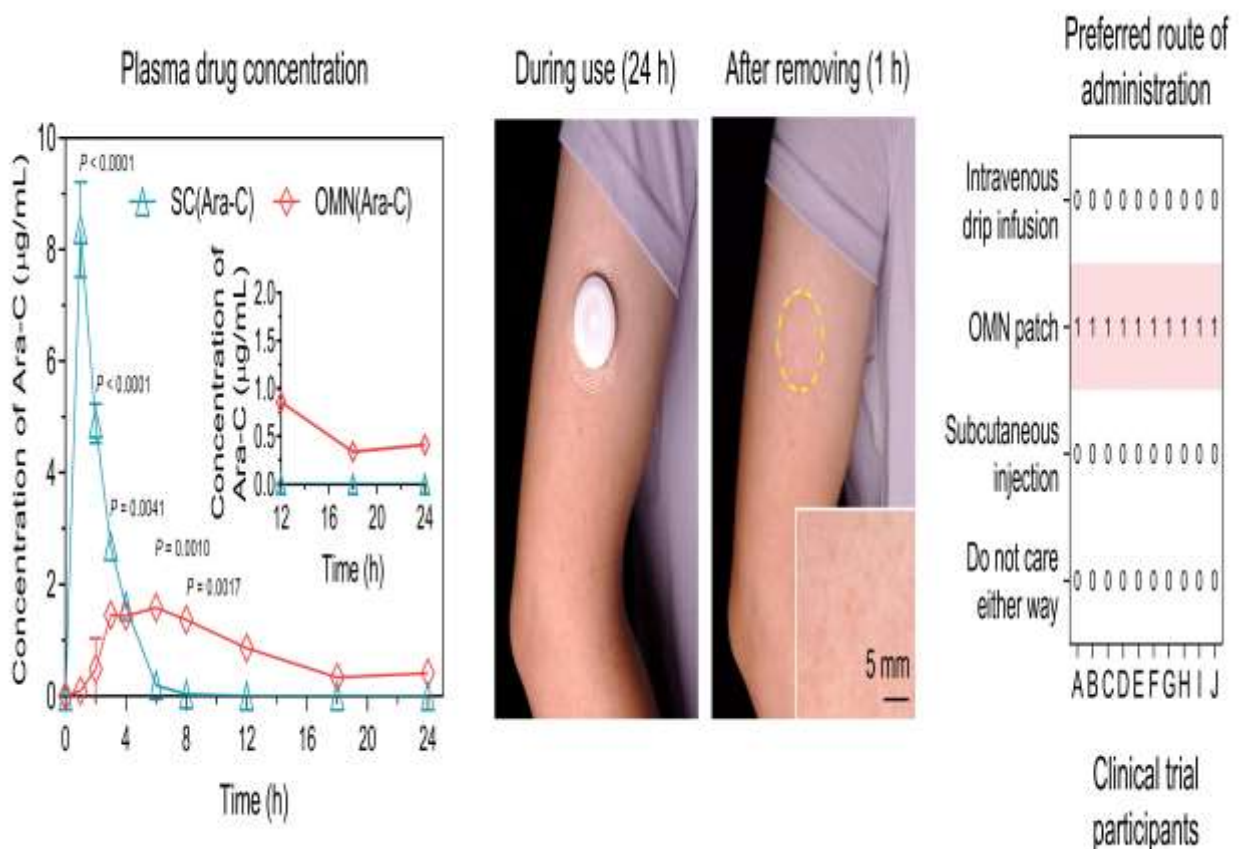 Plasma drug concentration
During use (24 h)
After removing (1 h)
Preferred route of
administration
Concentration of Ara-C (µg/mL)
10
8
6
4
2
0
P < 0.0001
SC(Ara-C)
OMN(Ara-C)
P < 0.0001
P = 0.0041
P = 0.0010
P = 0.0017
0
4
8
12
16
20
24
Time (h)
Concentration of
Ara-C (µg/mL)
2.0
1.5
1.0
0.5
0.0
12
16
20
24
Time (h)
5 mm
Intravenous
drip infusion
0 0 0 0 0 0 0 0 0 0
OMN patch
1 1 1 1 1 1 1 1 1 1
Subcutaneous
injection
0 0 0 0 0 0 0 0 0 0
Do not care
either way
0 0 0 0 0 0 0 0 0 0
A B C D E F G H I J
Clinical trial
participants